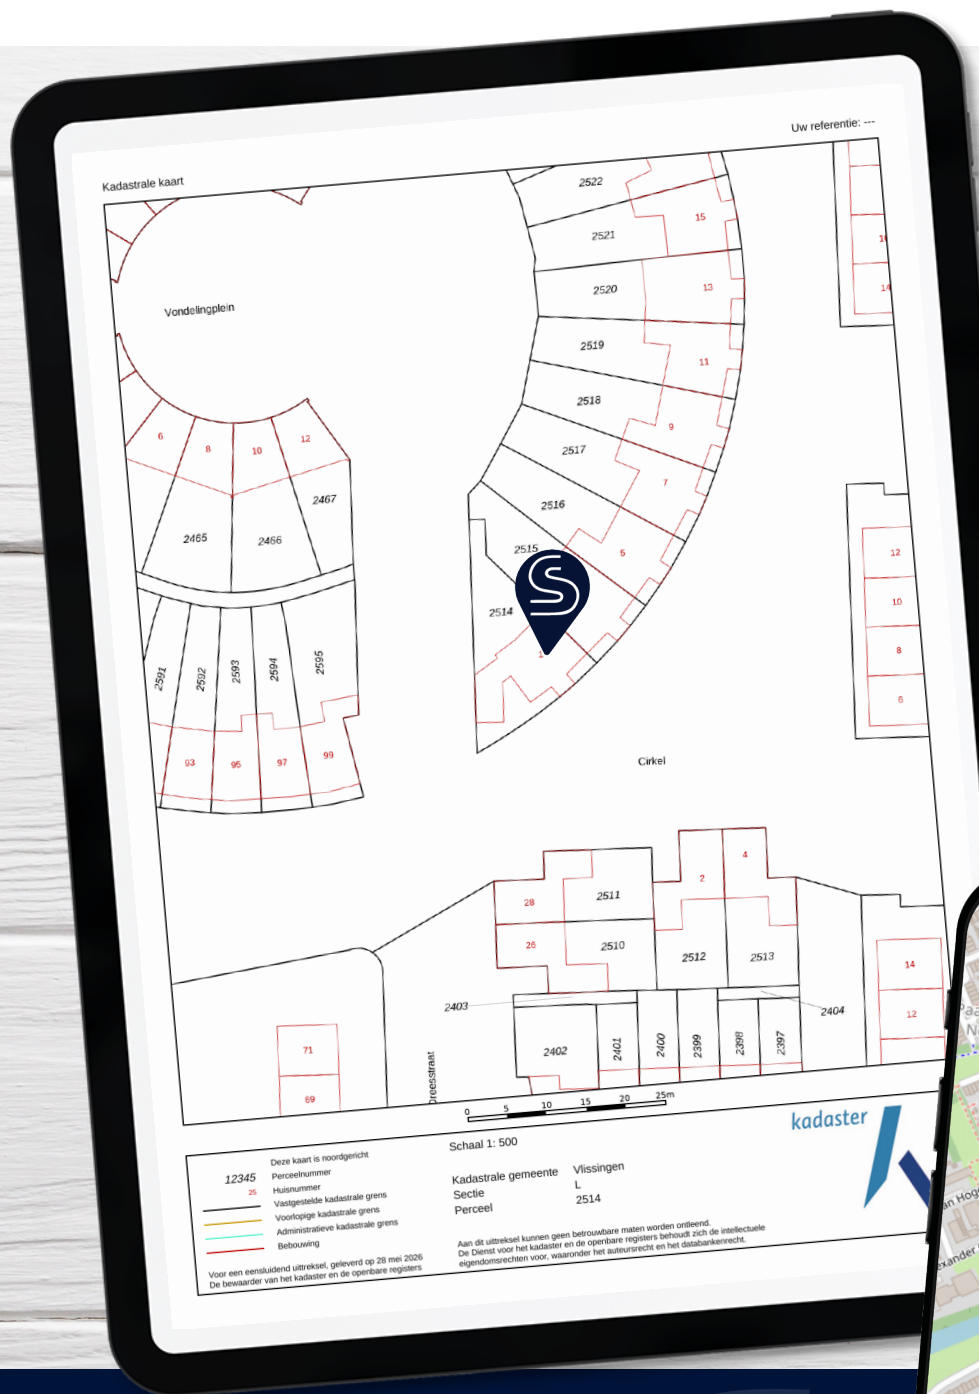 Uw referentie: ---
Kadastrale kaart
2522
15
2521
Vondelingplein
2520
13
2519
11
2518
9
6
8
10
12
2517
7
2467
2516
2465
2466
2515
5
12
10
2514
S
1
8
6
2591
2592
2593
2594
2595
93
95
97
99
Cirkel
4
2
28
2511
26
2510
2512
2513
14
12
2403
2404
71
69
2402
2401
2400
2399
2398
2397
0 5 10 15 20 25m
Schaal 1: 500
kadaster
Deze kaart is noordgericht
12345 Perceelnummer
25 Huisnummer
Vastgestelde kadastrale grens
Voorlopige kadastrale grens
Administratieve kadastrale grens
Bebouwing
Kadastrale gemeente Vlissingen
Sectie L
Perceel 2514
Voor een eensluidend uittreksel, geleverd op 28 mei 2026
De bewaarder van het kadaster en de openbare registers
Aan dit uittreksel kunnen geen betrouwbare maten worden ontleend.
De Dienst voor het kadaster en de openbare registers behoudt zich de intellectuele
eigendomsrechten voor, waaronder het auteursrecht en het databankenrecht.